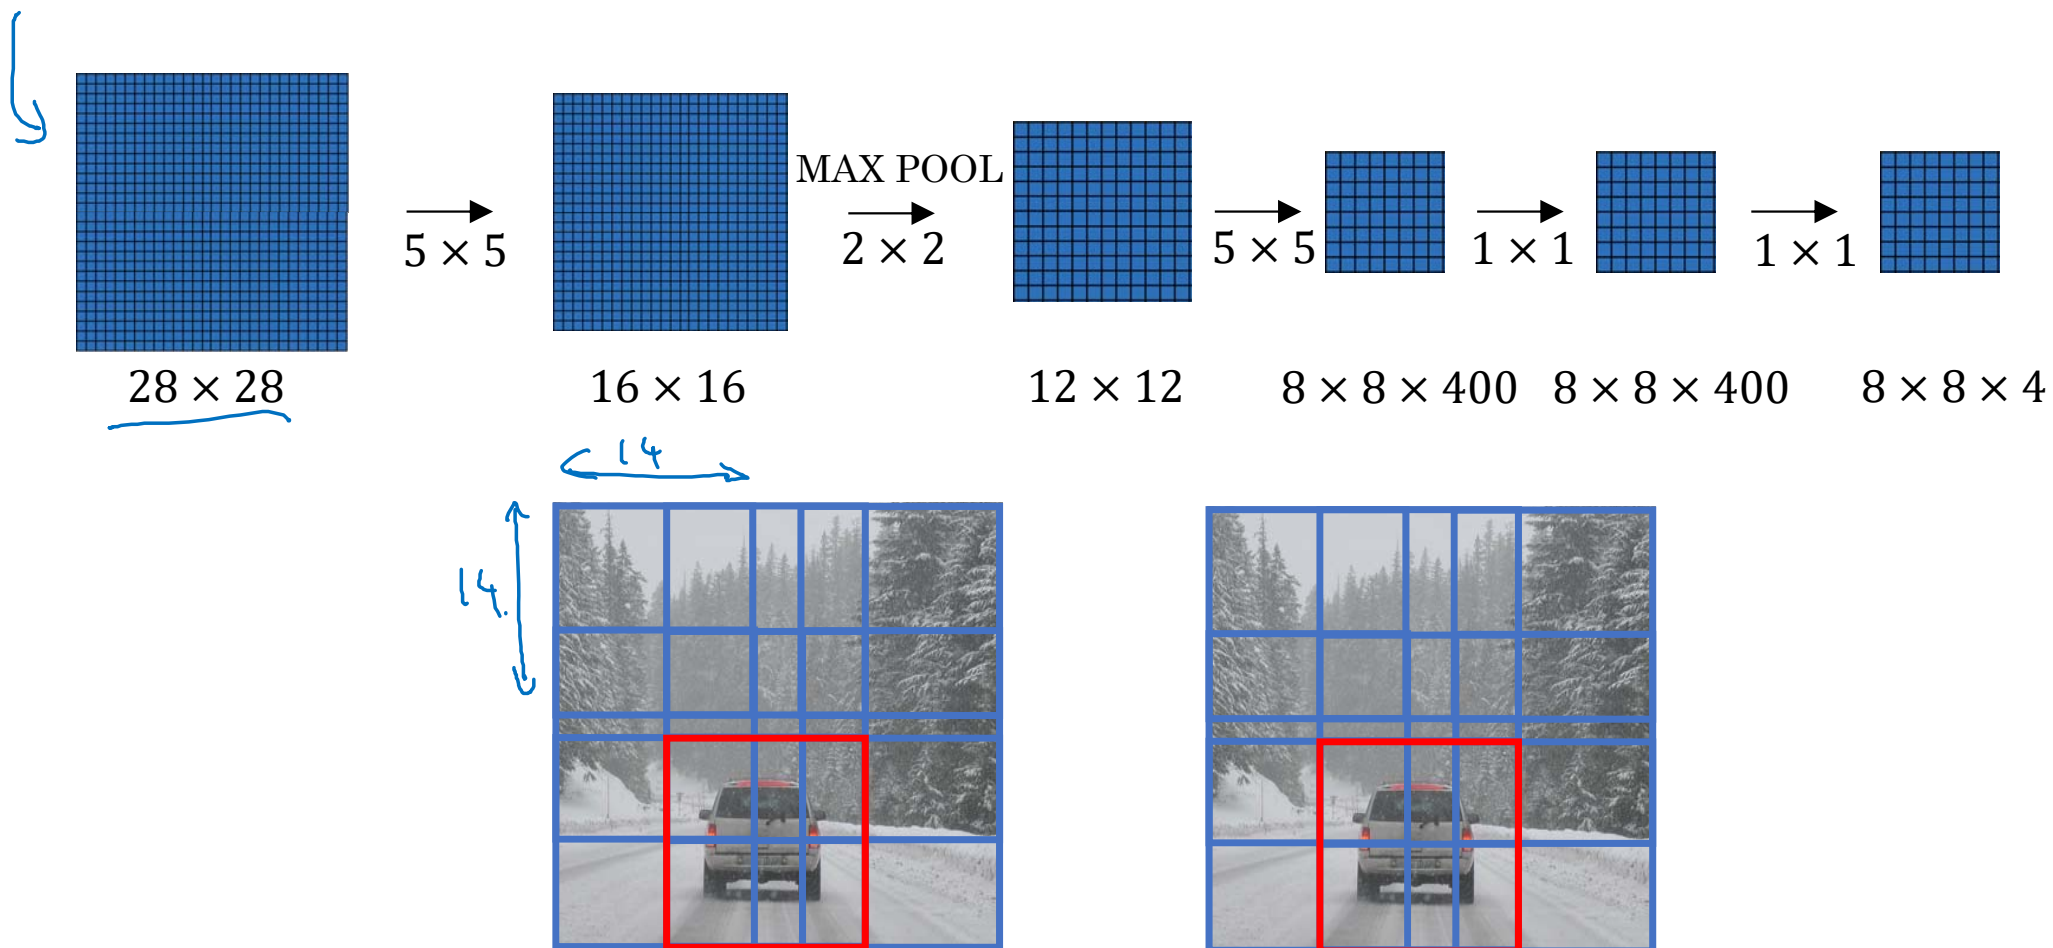 MAX POOL
5 × 5
2 × 2
5 × 5
1 × 1
1 × 1
28 × 28
16 × 16
12 × 12
8 × 8 × 400
8 × 8 × 400
8 × 8 × 4
14
14.